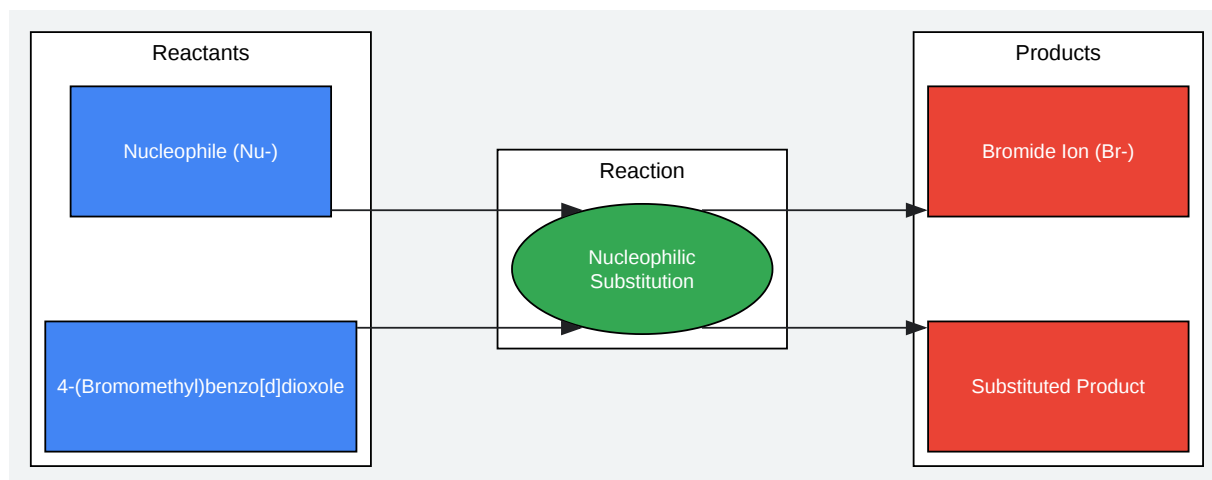 Reactants
Nucleophile (Nu-)
4-(Bromomethyl)benzo[d]dioxole
Reaction
Nucleophilic
Substitution
Products
Bromide Ion (Br-)
Substituted Product